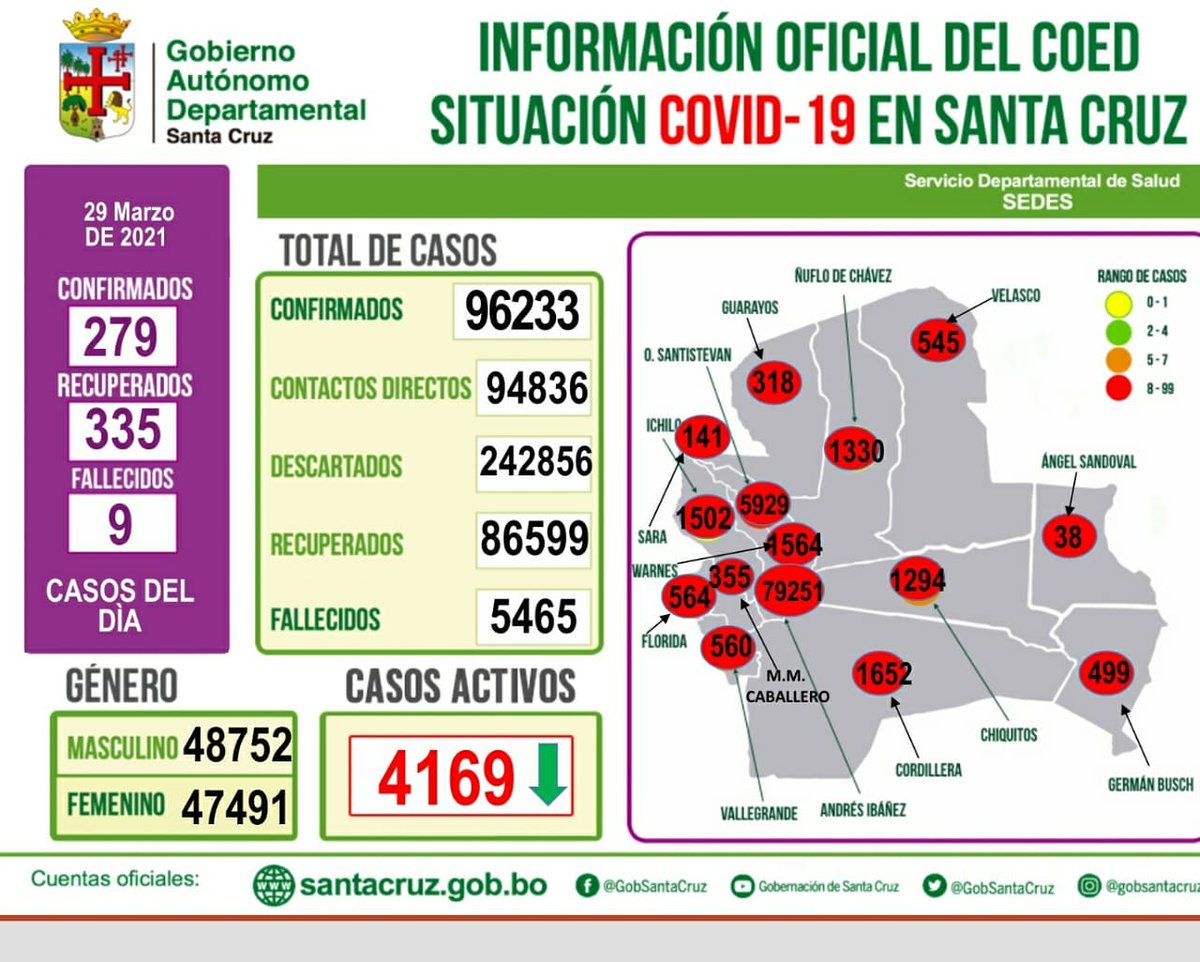 Gobierno
Autónomo
Departamental
Santa Cruz
INFORMACIÓN OFICIAL DEL COED
SITUACIÓN COVID-19 EN SANTA CRUZ
Servicio Departamental de Salud
SEDES
29 Marzo
DE 2021
CONFIRMADOS
279
RECUPERADOS
335
FALLECIDOS
9
CASOS DEL
DÌA
TOTAL DE CASOS
CONFIRMADOS 96233
CONTACTOS DIRECTOS 94836
DESCARTADOS 242856
RECUPERADOS 86599
FALLECIDOS 5465
GÉNERO
MASCULINO 48752
FEMENINO 47491
CASOS ACTIVOS
4169
RANGO DE CASOS
0 - 1
2 - 4
5 - 7
8 - 99
ÑUFLO DE CHÁVEZ
VELASCO
GUARAYOS
545
O. SANTISTEVAN
318
ICHILO
141
1330
ÁNGEL SANDOVAL
5929
1502
SARA
1564
38
WARNES
355
1294
564
79251
FLORIDA
560
M.M.
CABALLERO
1652
499
CHIQUITOS
CORDILLERA
GERMÁN BUSCH
VALLEGRANDE
ANDRÉS IBÁÑEZ
Cuentas oficiales:
www
santacruz.gob.bo
@GobSantaCruz
Gobernación de Santa Cruz
@GobSantaCruz
@gobsantacruz